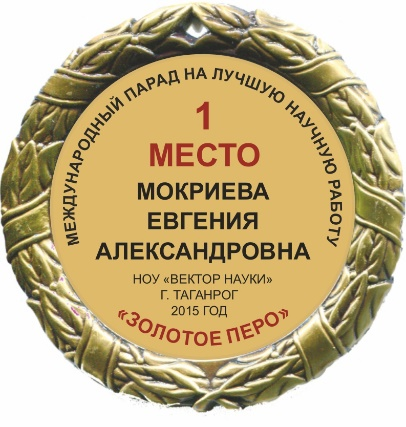 МЕЖДУНАРОДНЫЙ ПАРАД НА ЛУЧШУЮ НАУЧНУЮ РАБОТУ
1
МЕСТО
МОКРИЕВА
ЕВГЕНИЯ
АЛЕКСАНДРОВНА
НОУ «ВЕКТОР НАУКИ»
Г. ТАГАНРОГ
2015 ГОД
«ЗОЛОТОЕ ПЕРО»